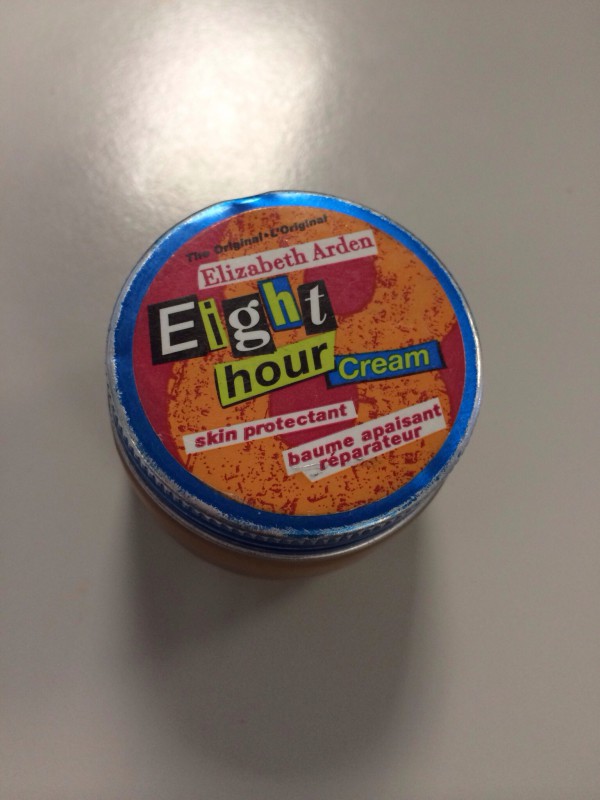 The Original • L'Original
Elizabeth Arden
Eight
hour Cream
skin protectant
baume apaisant
réparateur